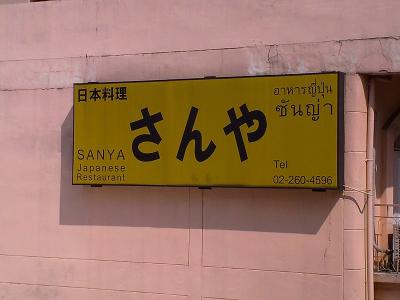 日本料理
さんや
SANYA
Japanese
Restaurant
อาหารญี่ปุ่น
ซันญ่า
Tel
02-260-4596